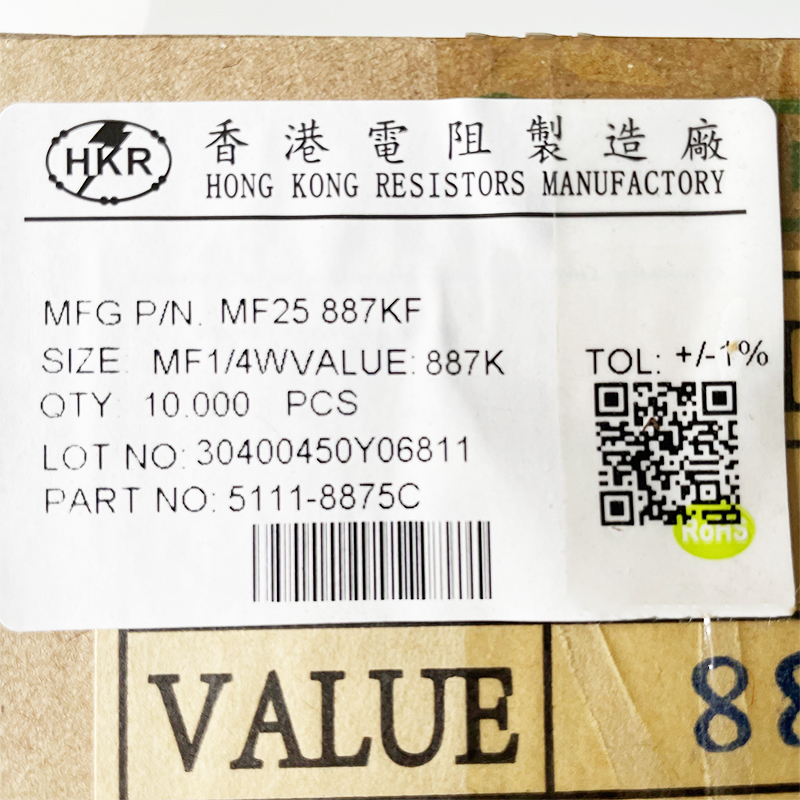 HKR
香港電阻製造廠
HONG KONG RESISTORS MANUFACTORY
MFG P/N. MF25 887KF
SIZE: MF1/4WVALUE: 887K TOL: +/-1%
QTY: 10.000 PCS
LOT NO: 30400450Y06811
PART NO: 5111-8875C
RoHS
VALUE 88